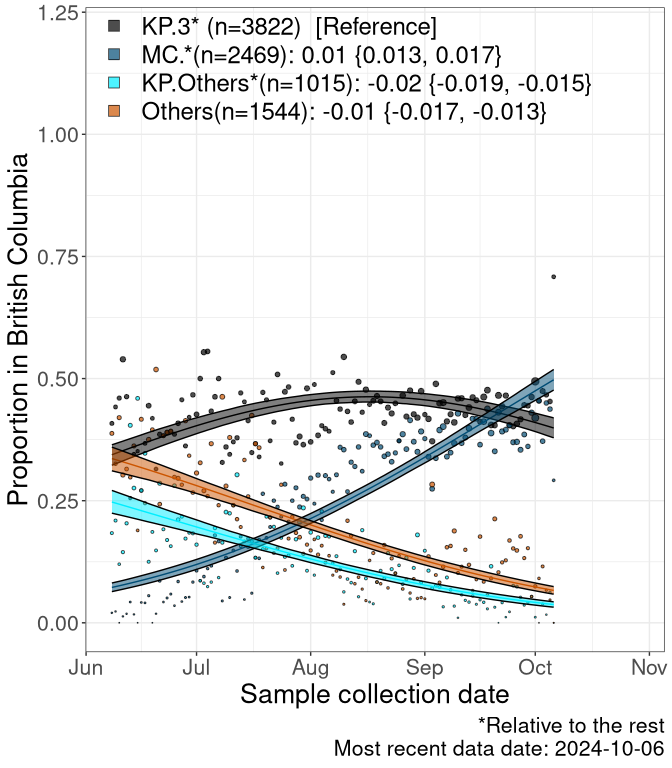 1.25
1.00
0.75
0.50
0.25
0.00
Proportion in British Columbia
KP.3* (n=3822) [Reference]
MC.*(n=2469): 0.01 {0.013, 0.017}
KP.Others*(n=1015): -0.02 {-0.019, -0.015}
Others(n=1544): -0.01 {-0.017, -0.013}
Jun Jul Aug Sep Oct Nov
Sample collection date
*Relative to the rest
Most recent data date: 2024-10-06